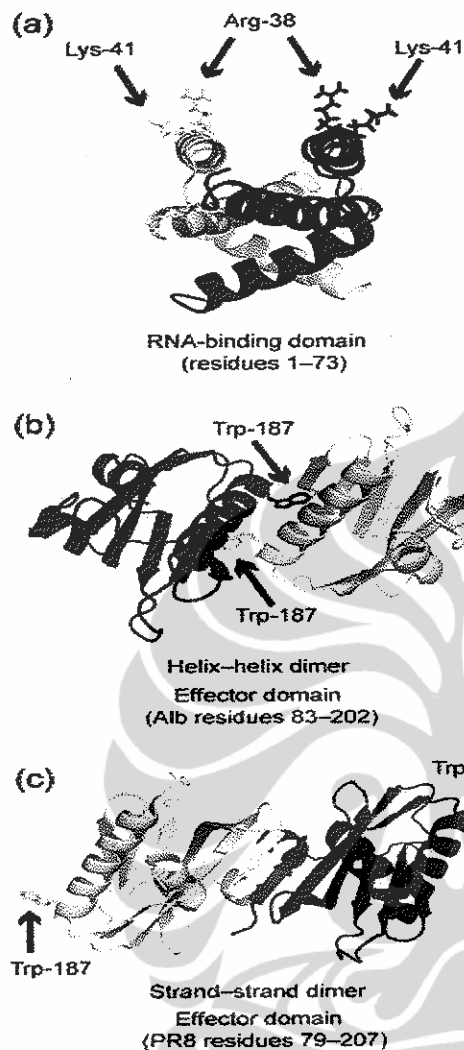 (a)
Arg-38
Lys-41
Lys-41
RNA-binding domain
(residues 1–73)
(b)
Trp-187
Trp-187
Helix–helix dimer
Effector domain
(Alb residues 83–202)
(c)
Trp
Trp-187
Strand–strand dimer
Effector domain
(PR8 residues 79–207)